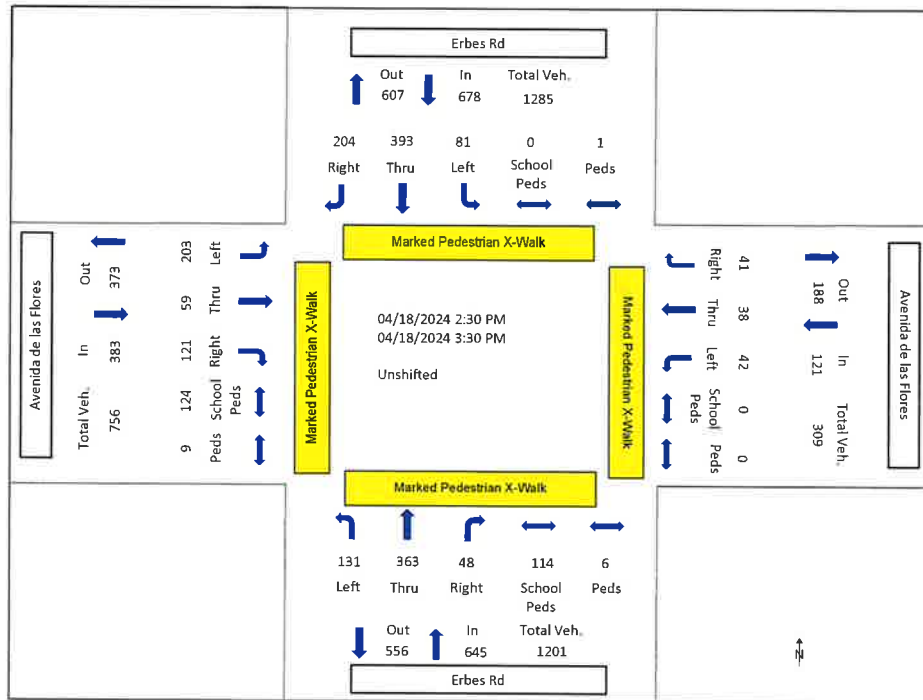 Erbes Rd
Out In Total Veh.
607 678 1285
204 393 81 0 1
Right Thru Left School Peds Peds
Marked Pedestrian X-Walk
Avenida de las Flores
Out In Total Veh.
373 383 756
203 59 121 124 9
Left Thru Right School Peds Peds
Marked Pedestrian X-Walk
04/18/2024 2:30 PM
04/18/2024 3:30 PM
Unshifted
Marked Pedestrian X-Walk
Right Thru Left School Peds Peds
41 38 42 0 0
Out In Total Veh.
188 121 309
Avenida de las Flores
Marked Pedestrian X-Walk
131 363 48 114 6
Left Thru Right School Peds Peds
Out In Total Veh.
556 645 1201
Erbes Rd
N